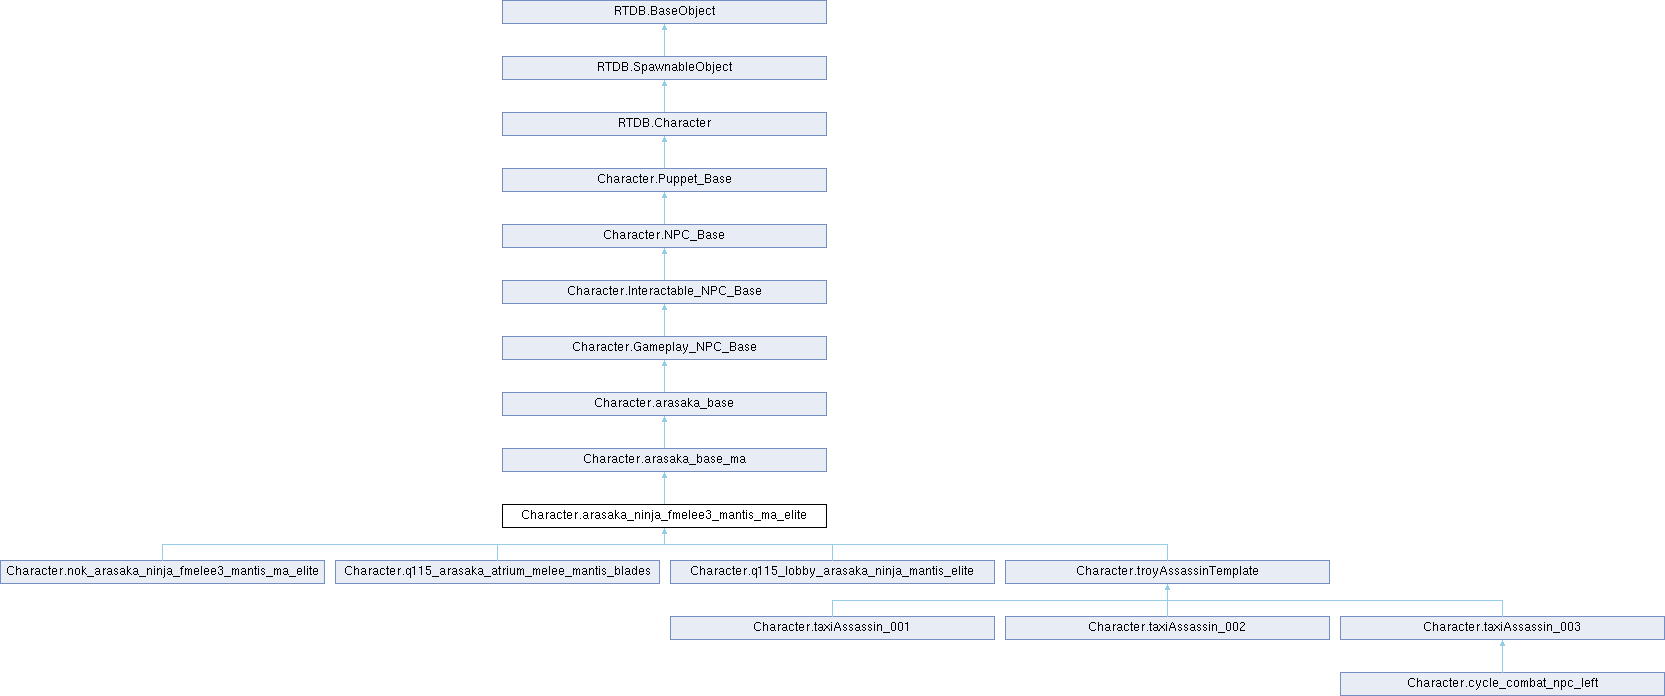 RTDB.BaseObject
RTDB.SpawnableObject
RTDB.Character
Character.Puppet_Base
Character.NPC_Base
Character.Interactable_NPC_Base
Character.Gameplay_NPC_Base
Character.arasaka_base
Character.arasaka_base_ma
Character.arasaka_ninja_fmelee3_mantis_ma_elite
Character.nok_arasaka_ninja_fmelee3_mantis_ma_elite
Character.q115_arasaka_atrium_melee_mantis_blades
Character.q115_lobby_arasaka_ninja_mantis_elite
Character.troyAssassinTemplate
Character.taxiAssassin_001
Character.taxiAssassin_002
Character.taxiAssassin_003
Character.cycle_combat_npc_left